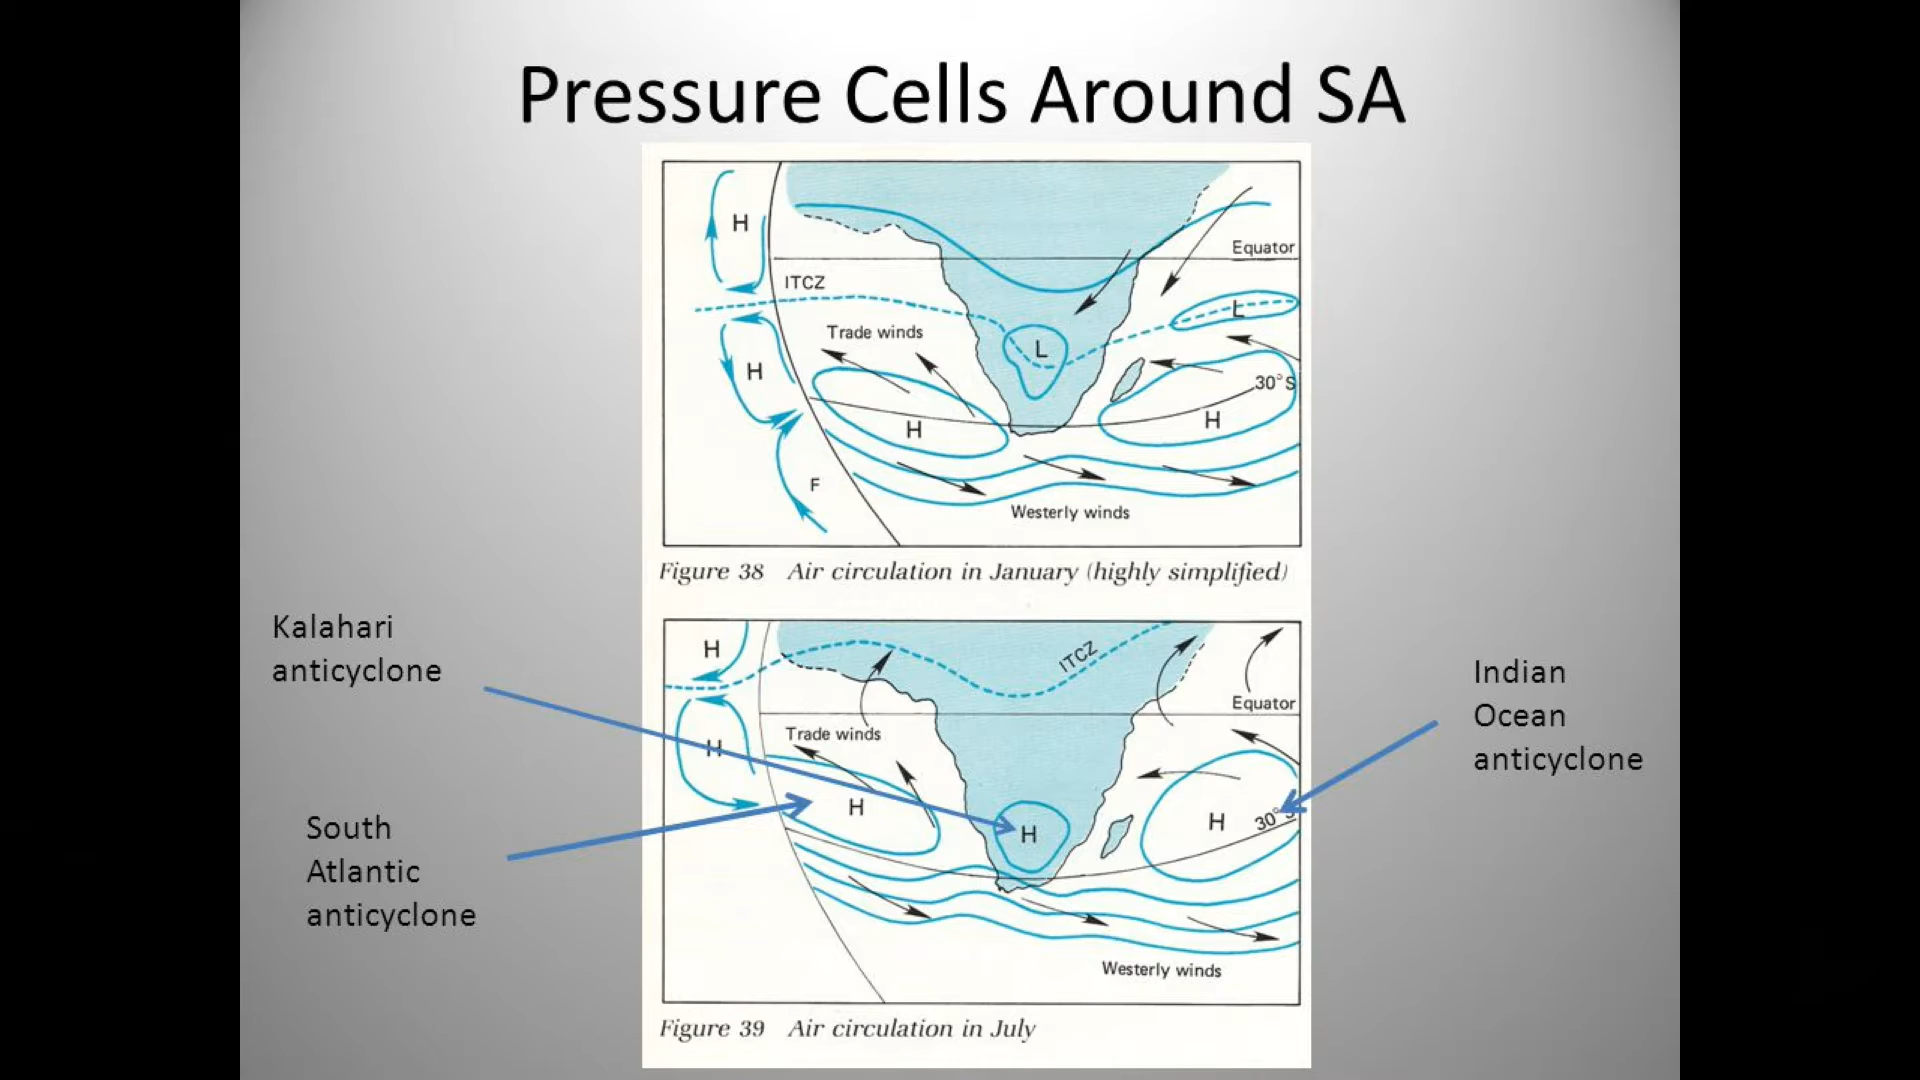 Pressure Cells Around SA
H
Equator
ITCZ
L
Trade winds
L
H
30°S
H
H
F
Westerly winds
Figure 38 Air circulation in January (highly simplified)
Kalahari
anticyclone
H
ITCZ
Equator
Trade winds
H
H
H
H
30°S
Westerly winds
Figure 39 Air circulation in July
South
Atlantic
anticyclone
Indian
Ocean
anticyclone